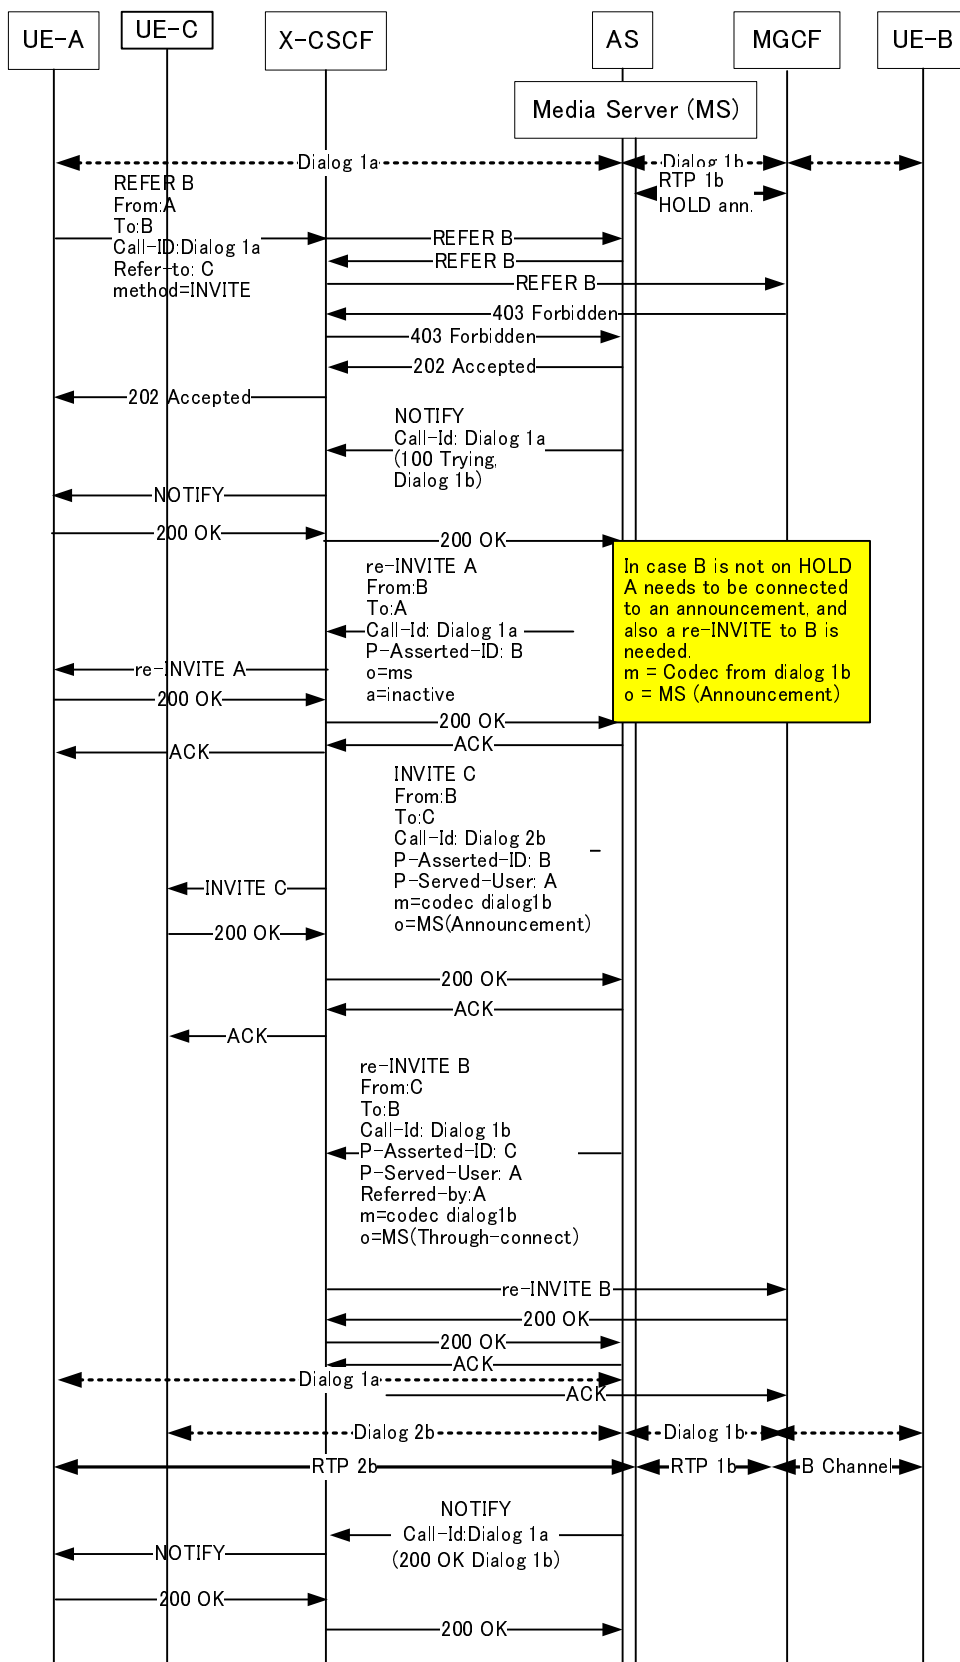 UE-A
UE-C
X-CSCF
AS
MGCF
UE-B
Media Server (MS)
Dialog 1a
Dialog 1b
RTP 1b
HOLD ann.
REFER B
From:A
To:B
Call-ID:Dialog 1a
Refer-to: C
method=INVITE
REFER B
REFER B
REFER B
403 Forbidden
403 Forbidden
202 Accepted
202 Accepted
NOTIFY
Call-Id: Dialog 1a
(100 Trying,
Dialog 1b)
NOTIFY
200 OK
200 OK
In case B is not on HOLD
A needs to be connected
to an announcement, and
also a re-INVITE to B is
needed.
m = Codec from dialog 1b
o = MS (Announcement)
re-INVITE A
From:B
To:A
Call-Id: Dialog 1a
P-Asserted-ID: B
o=ms
a=inactive
re-INVITE A
200 OK
200 OK
ACK
ACK
INVITE C
From:B
To:C
Call-Id: Dialog 2b
P-Asserted-ID: B
P-Served-User: A
m=codec dialog1b
o=MS(Announcement)
INVITE C
200 OK
200 OK
ACK
ACK
re-INVITE B
From:C
To:B
Call-Id: Dialog 1b
P-Asserted-ID: C
P-Served-User: A
Referred-by:A
m=codec dialog1b
o=MS(Through-connect)
re-INVITE B
200 OK
200 OK
ACK
Dialog 1a
ACK
Dialog 2b
Dialog 1b
RTP 2b
RTP 1b
B Channel
NOTIFY
Call-Id:Dialog 1a
(200 OK Dialog 1b)
NOTIFY
200 OK
200 OK